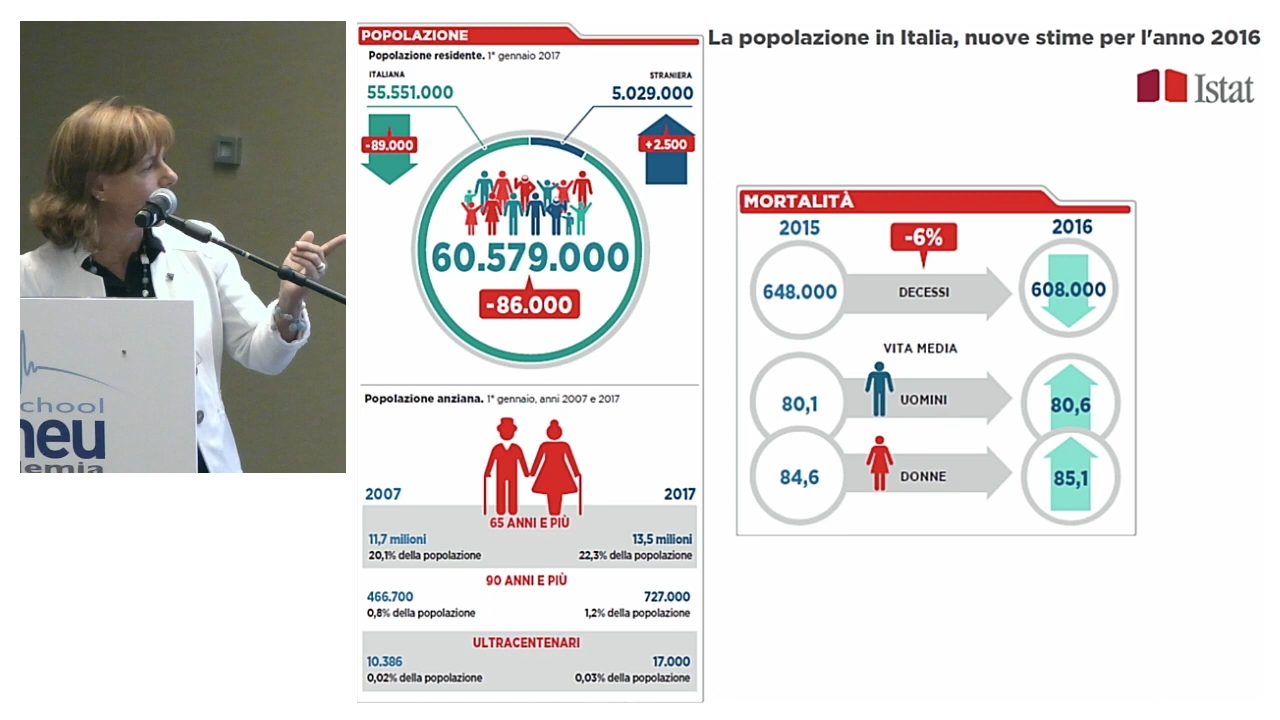 chool
neu
demia
POPOLAZIONE
Popolazione residente. 1° gennaio 2017
ITALIANA
STRANIERA
55.551.000
5.029.000
-89.000
+2.500
60.579.000
-86.000
Popolazione anziana. 1° gennaio, anni 2007 e 2017
2007
2017
65 ANNI E PIÙ
11,7 milioni
13,5 milioni
20,1% della popolazione
22,3% della popolazione
90 ANNI E PIÙ
466.700
727.000
0,8% della popolazione
1,2% della popolazione
ULTRACENTENARI
10.386
17.000
0,02% della popolazione
0,03% della popolazione
La popolazione in Italia, nuove stime per l'anno 2016
Istat
MORTALITÀ
2015
-6%
2016
648.000
DECESSI
608.000
VITA MEDIA
80,1
UOMINI
80,6
84,6
DONNE
85,1